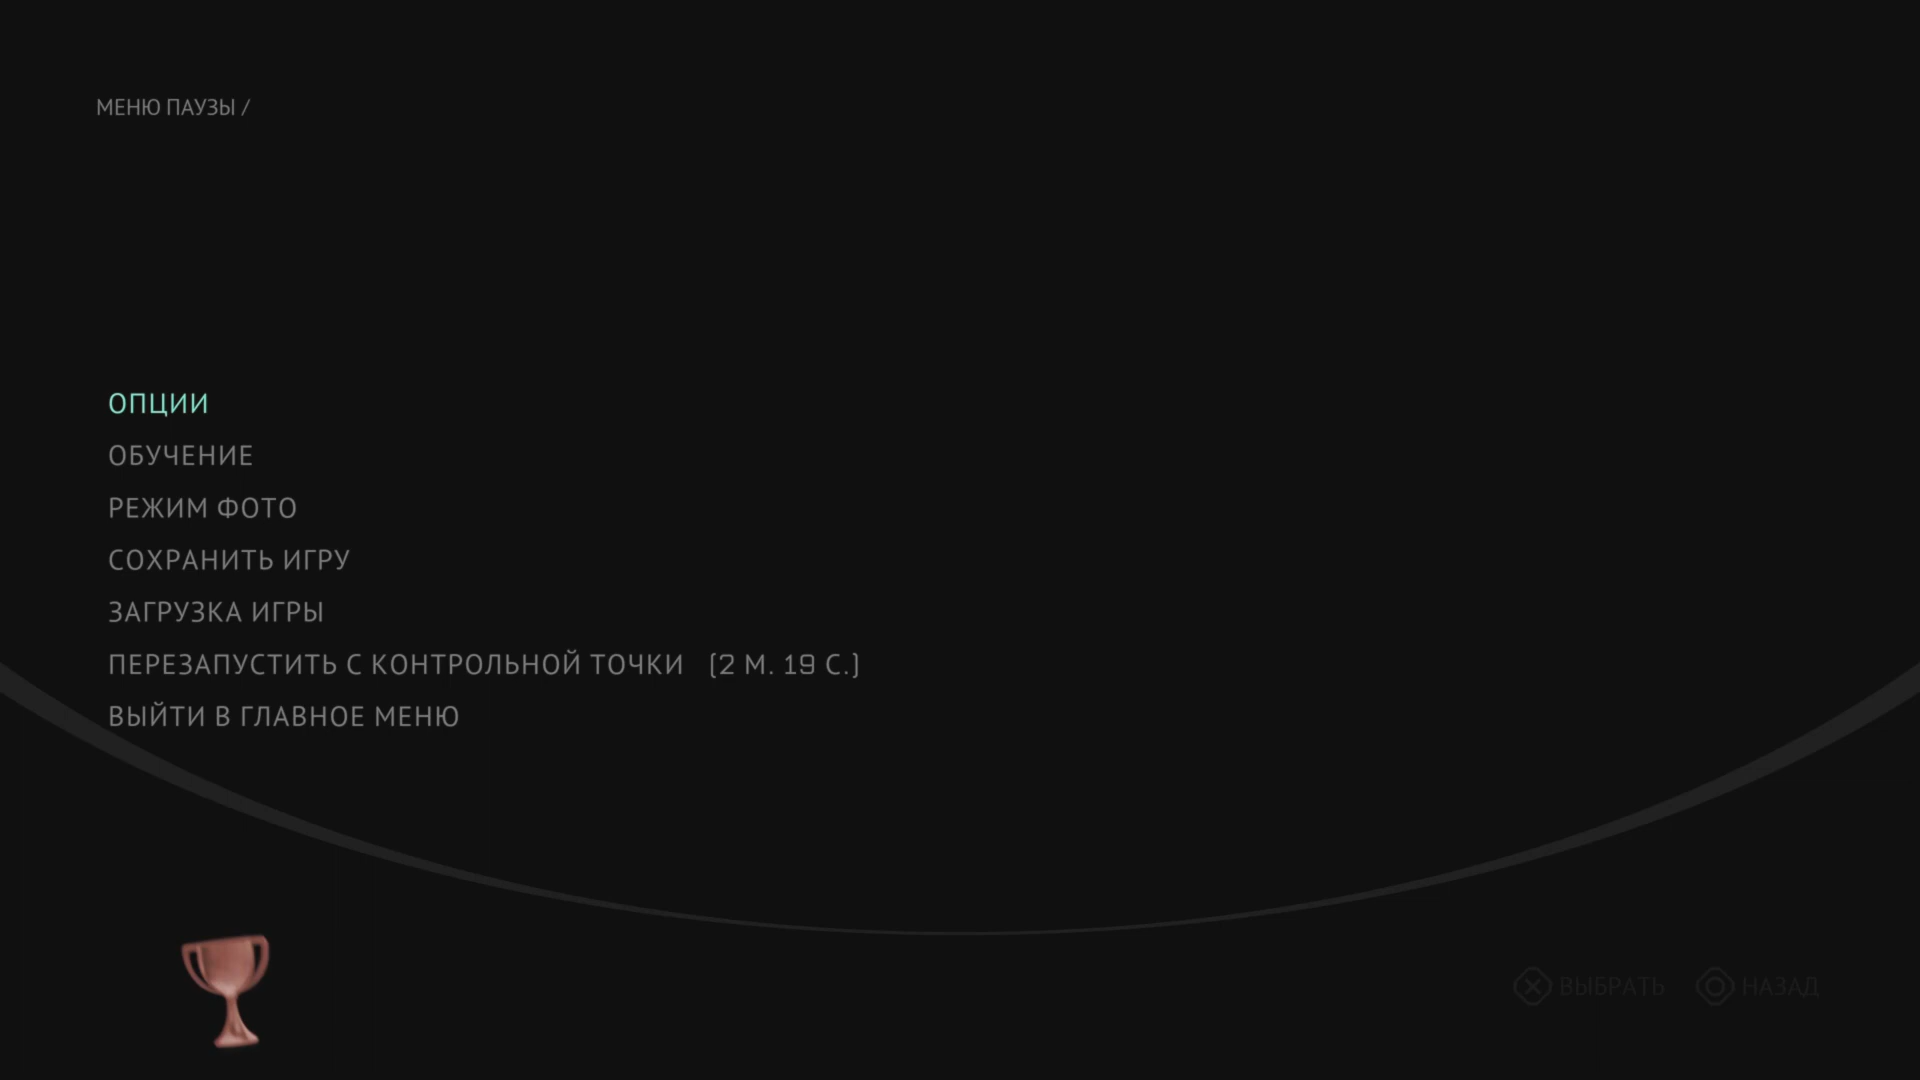 МЕНЮ ПАУЗЫ /
ОПЦИИ
ОБУЧЕНИЕ
РЕЖИМ ФОТО
СОХРАНИТЬ ИГРУ
ЗАГРУЗКА ИГРЫ
ПЕРЕЗАПУСТИТЬ С КОНТРОЛЬНОЙ ТОЧКИ (2 М. 19 С.)
ВЫЙТИ В ГЛАВНОЕ МЕНЮ
ВЫБРАТЬ НАЗАД